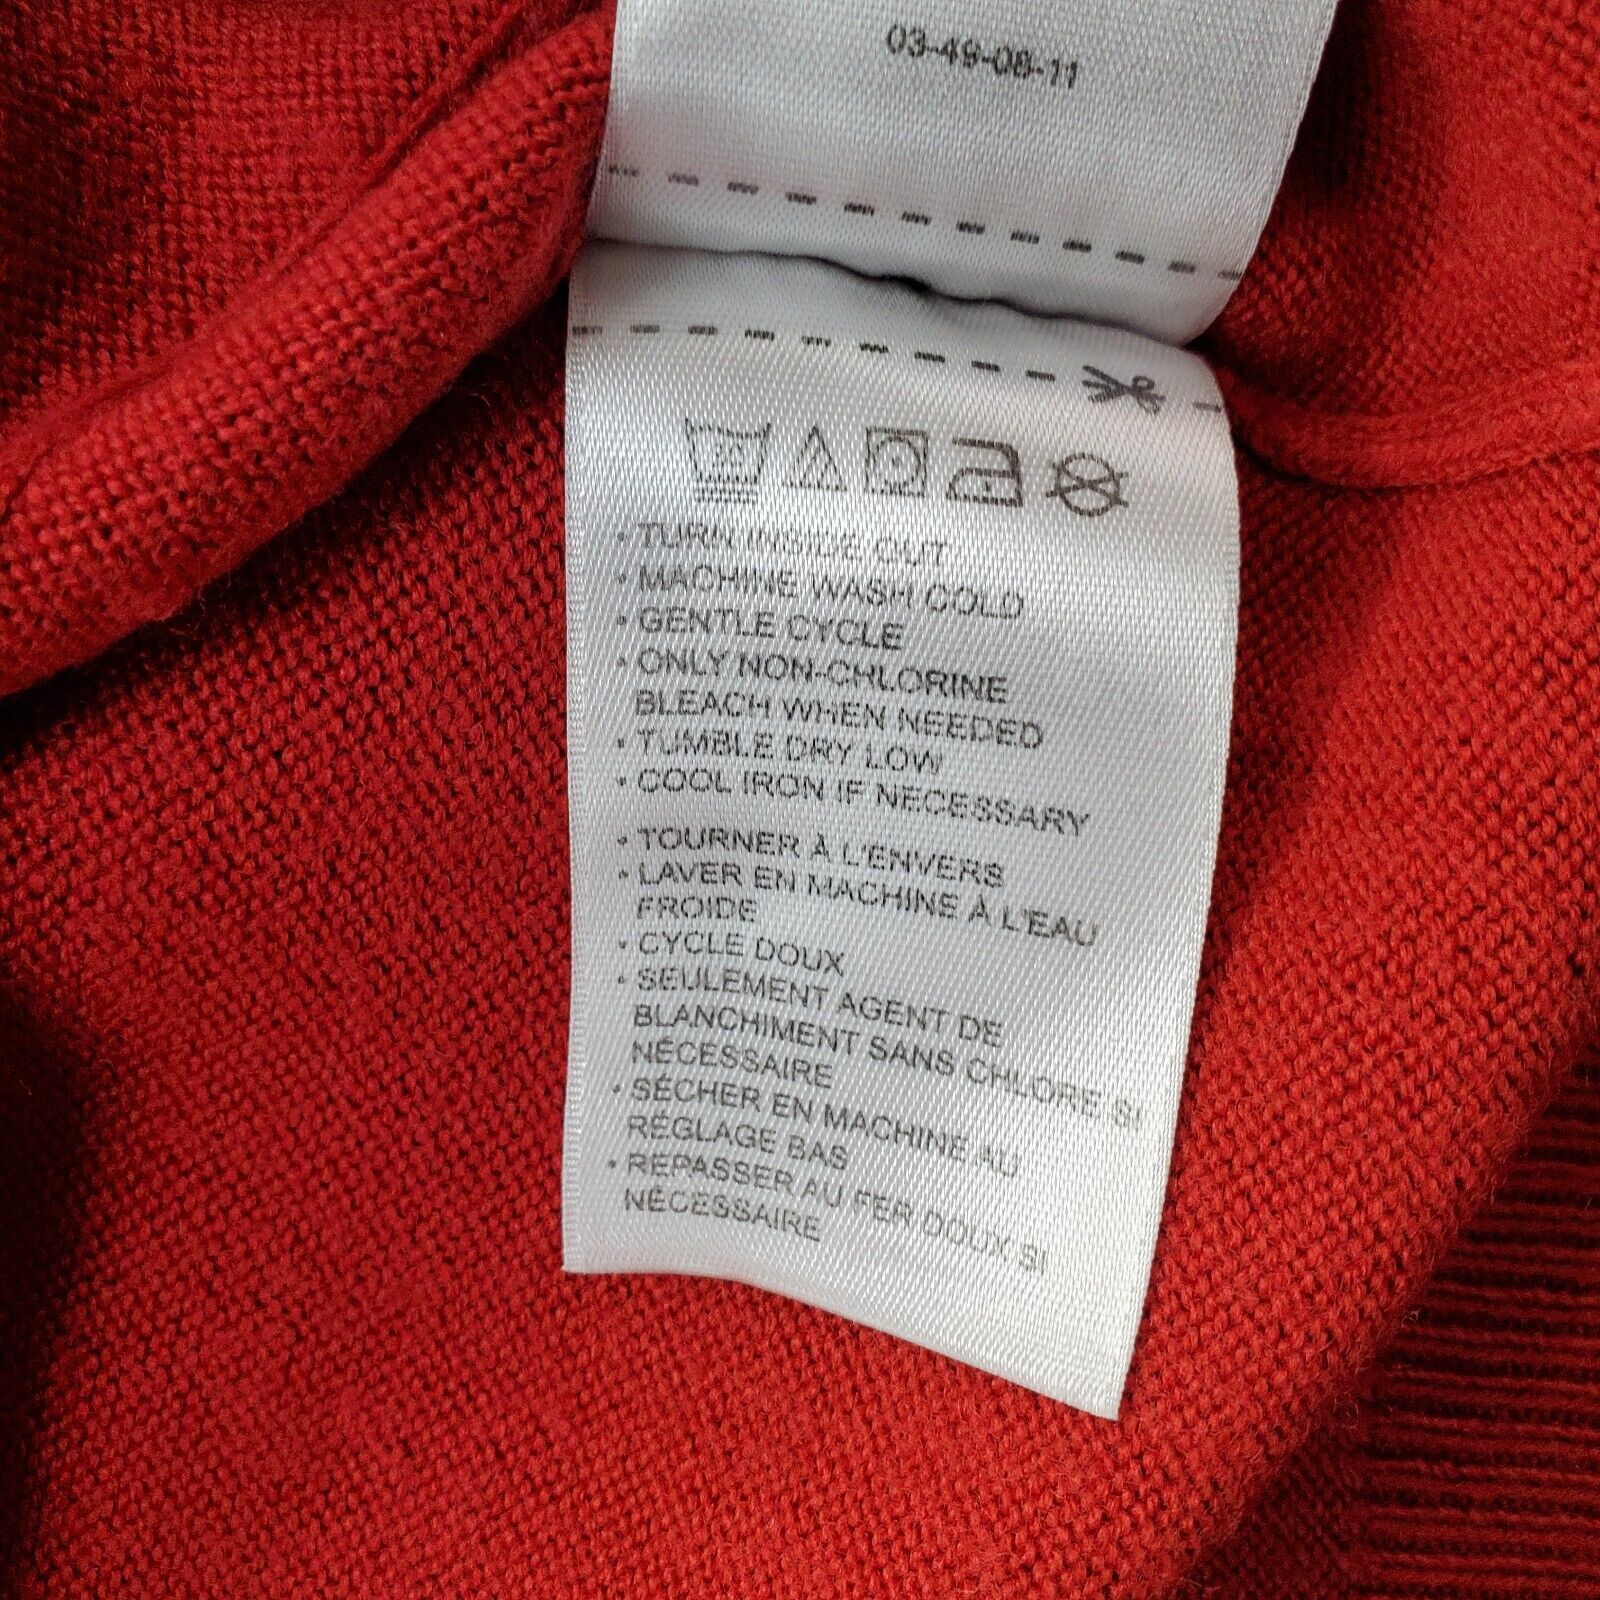 03-49-08-11
30
• TURN INSIDE OUT
• MACHINE WASH COLD
• GENTLE CYCLE
• ONLY NON-CHLORINE
BLEACH WHEN NEEDED
• TUMBLE DRY LOW
• COOL IRON IF NECESSARY
• TOURNER À L'ENVERS
• LAVER EN MACHINE À L'EAU
FROIDE
• CYCLE DOUX
• SEULEMENT AGENT DE
BLANCHIMENT SANS CHLORE SI
NÉCESSAIRE
• SÉCHER EN MACHINE AU
RÉGLAGE BAS
• REPASSER AU FER DOUX SI
NÉCESSAIRE